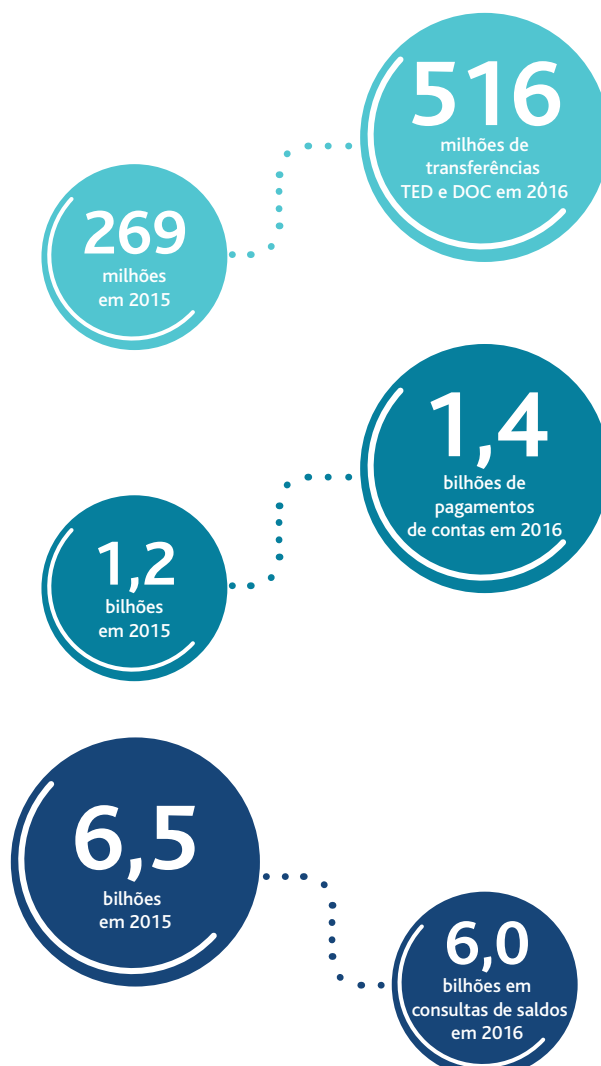 516
milhões de
transferências
TED e DOC em 2016
269
milhões
em 2015
1,4
bilhões de
pagamentos
de contas em 2016
1,2
bilhões
em 2015
6,5
bilhões
em 2015
6,0
bilhões em
consultas de saldos
em 2016